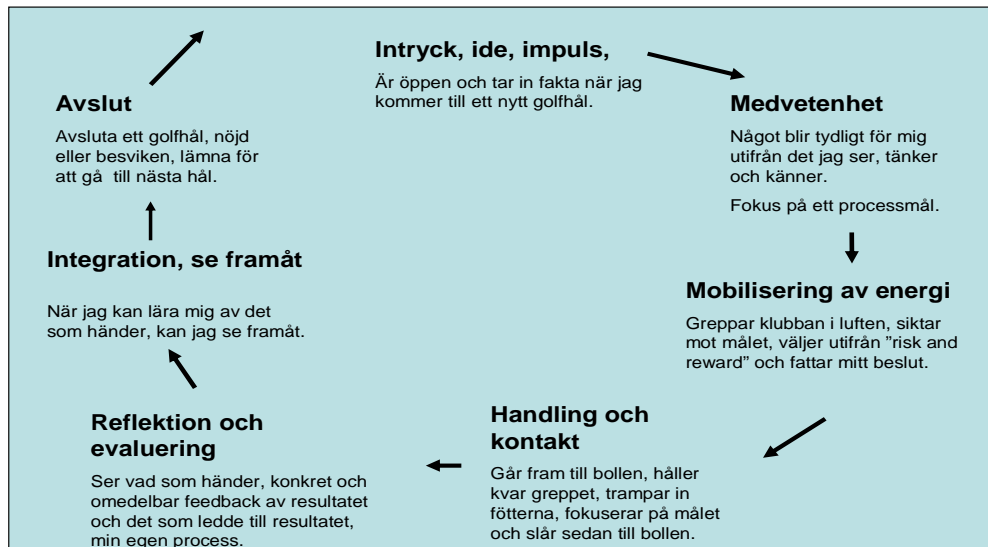 Intryck, ide, impuls,
Är öppen och tar in fakta när jag
kommer till ett nytt golfhål.
Medvetenhet
Något blir tydligt för mig
utifrån det jag ser, tänker
och känner.
Fokus på ett processmål.
Mobilisering av energi
Greppar klubban i luften, siktar
mot målet, väljer utifrån ”risk and
reward” och fattar mitt beslut.
Handling och
kontakt
Går fram till bollen, håller
kvar greppet, trampar in
fötterna, fokuserar på målet
och slår sedan till bollen.
Reflektion och
evaluering
Ser vad som händer, konkret och
omedelbar feedback av resultatet
och det som ledde till resultatet,
min egen process.
Integration, se framåt
När jag kan lära mig av det
som händer, kan jag se framåt.
Avslut
Avsluta ett golfhål, nöjd
eller besviken, lämna för
att gå till nästa hål.